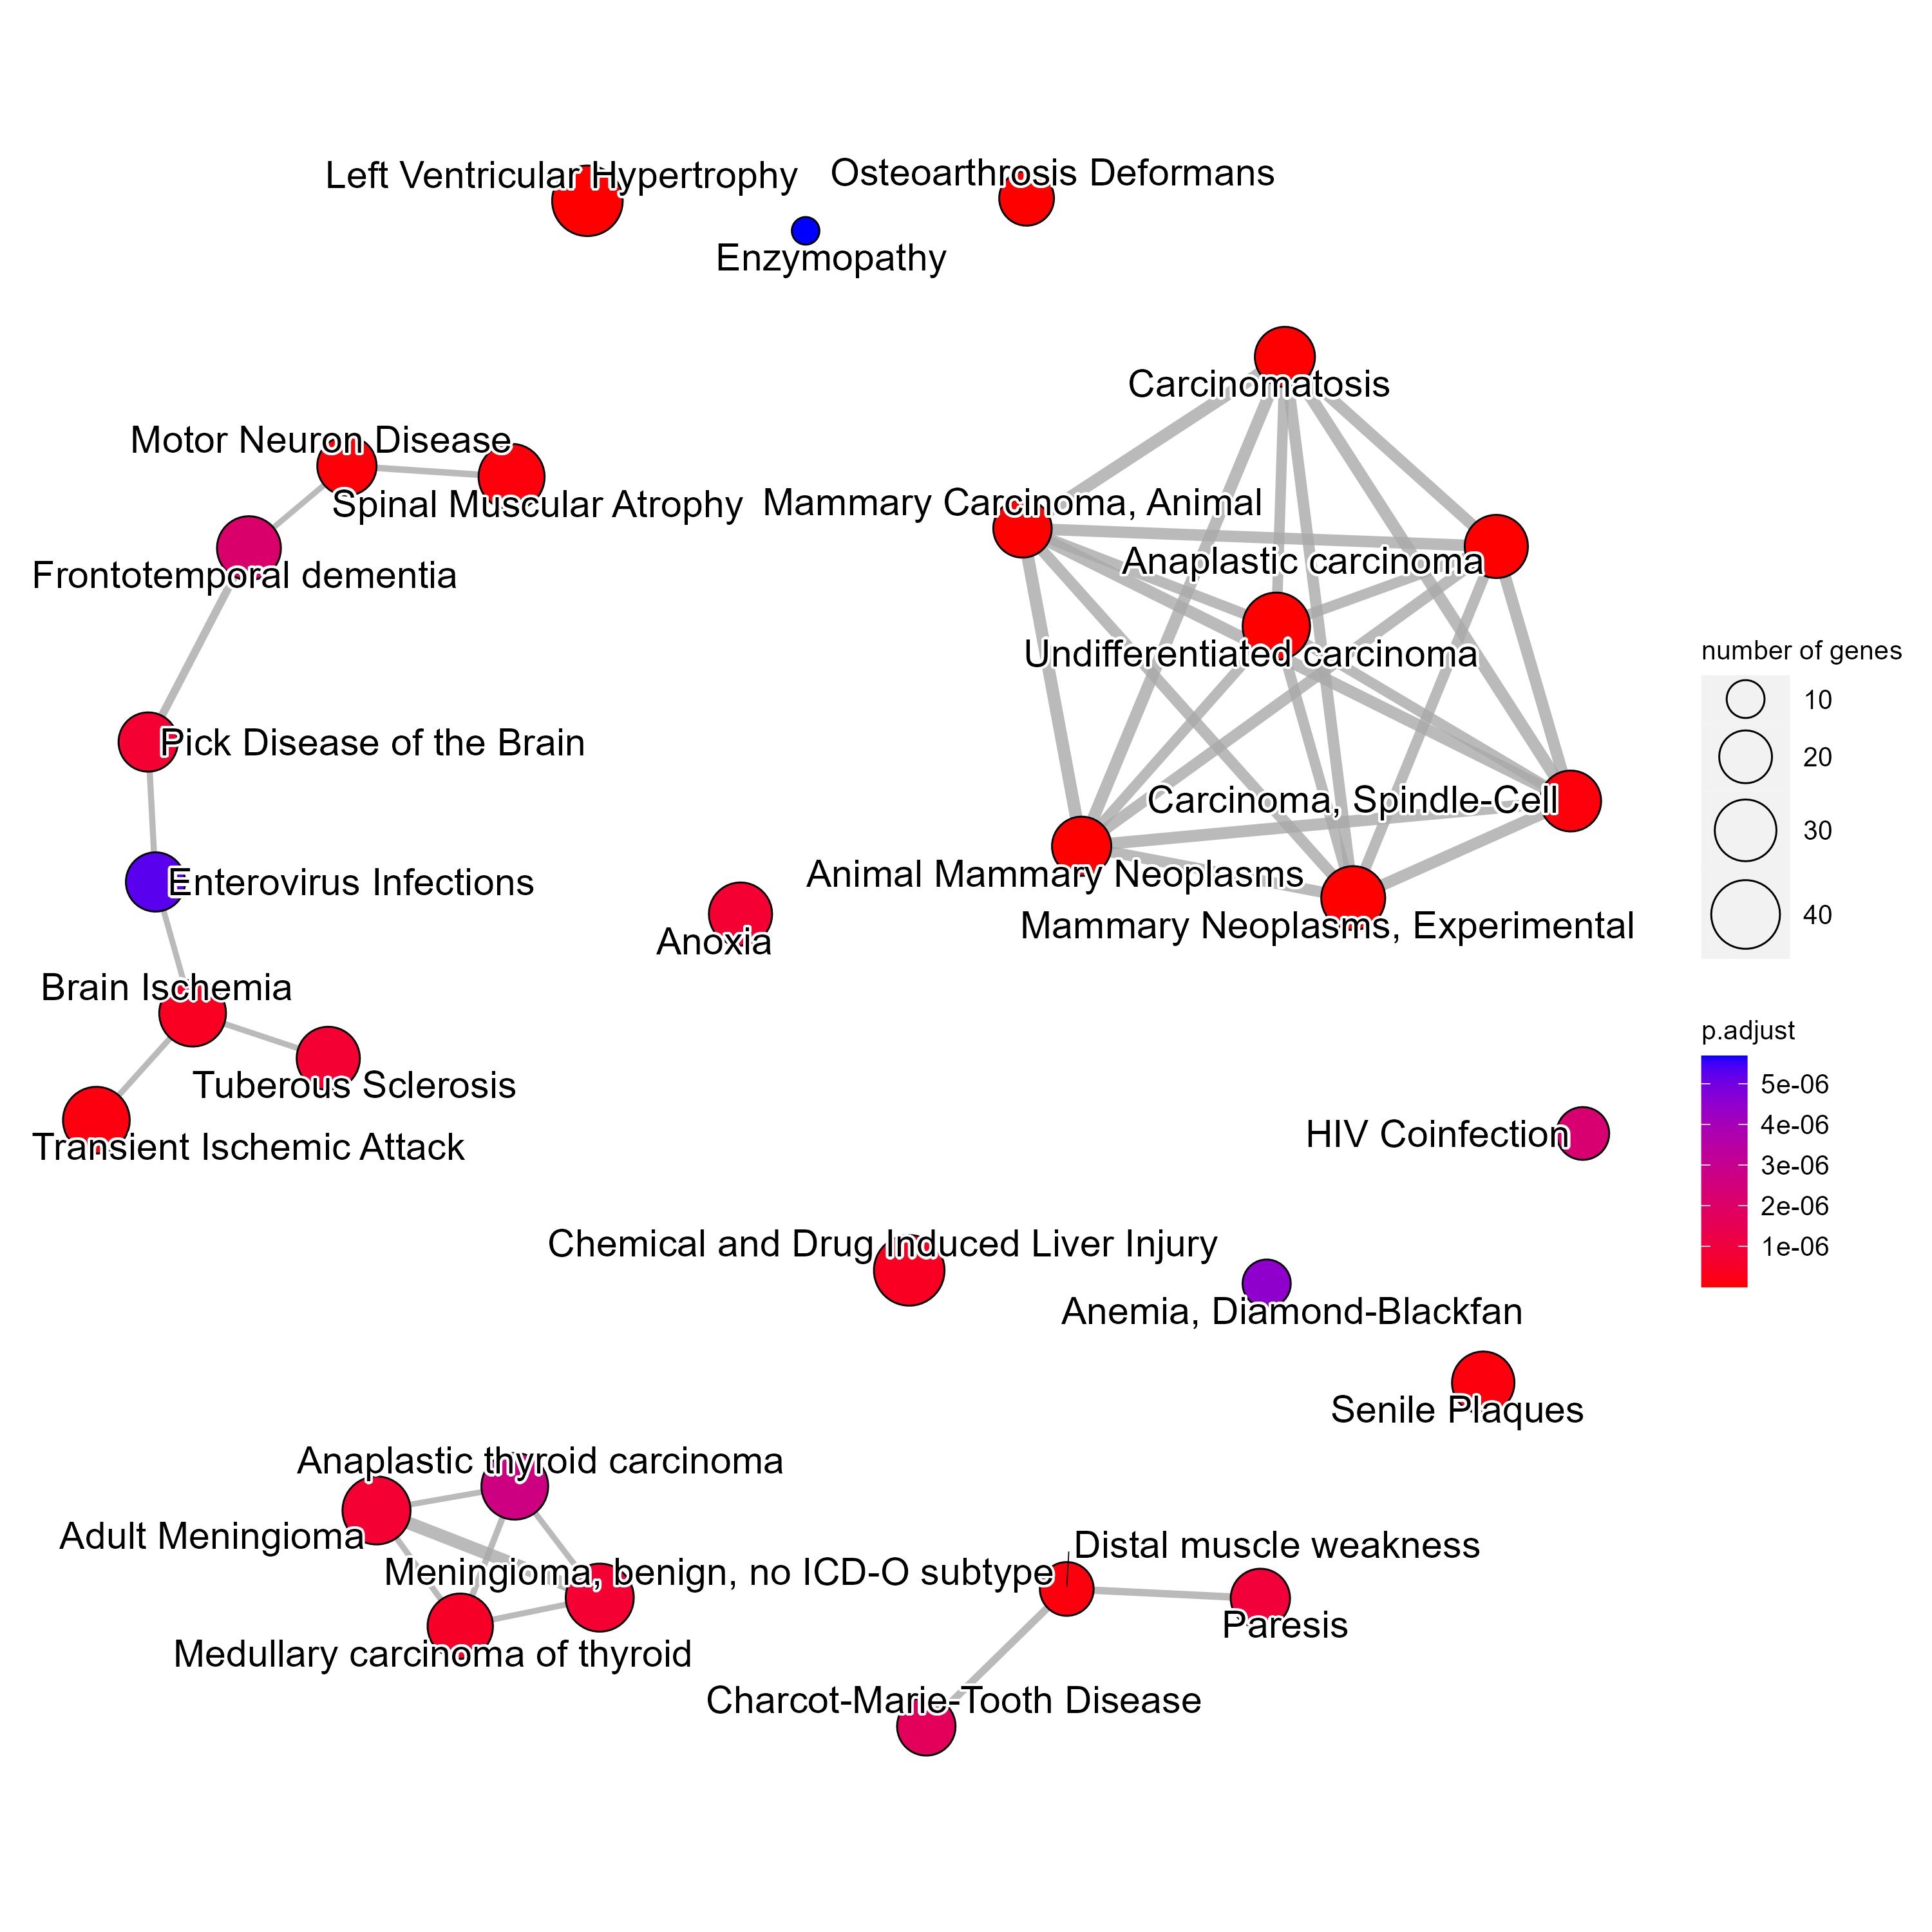 Left Ventricular Hypertrophy
Osteoarthrosis Deformans
Enzymopathy
Carcinomatosis
Motor Neuron Disease
Spinal Muscular Atrophy
Mammary Carcinoma, Animal
Anaplastic carcinoma
Frontotemporal dementia
Undifferentiated carcinoma
number of genes
10
20
30
40
Pick Disease of the Brain
Carcinoma, Spindle-Cell
Enterovirus Infections
Animal Mammary Neoplasms
Mammary Neoplasms, Experimental
Anoxia
Brain Ischemia
p.adjust
5e-06
4e-06
3e-06
2e-06
1e-06
Tuberous Sclerosis
Transient Ischemic Attack
HIV Coinfection
Chemical and Drug Induced Liver Injury
Anemia, Diamond-Blackfan
Senile Plaques
Anaplastic thyroid carcinoma
Adult Meningioma
Distal muscle weakness
Meningioma, benign, no ICD-O subtype
Paresis
Medullary carcinoma of thyroid
Charcot-Marie-Tooth Disease